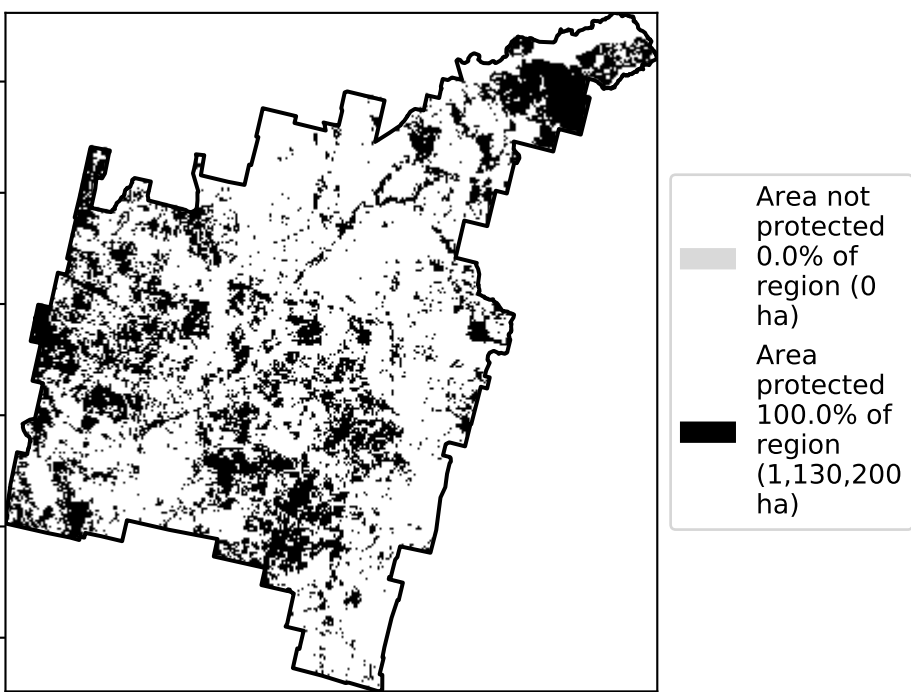 Area not
protected
0.0% of
region (0
ha)
Area
protected
100.0% of
region
(1,130,200
ha)